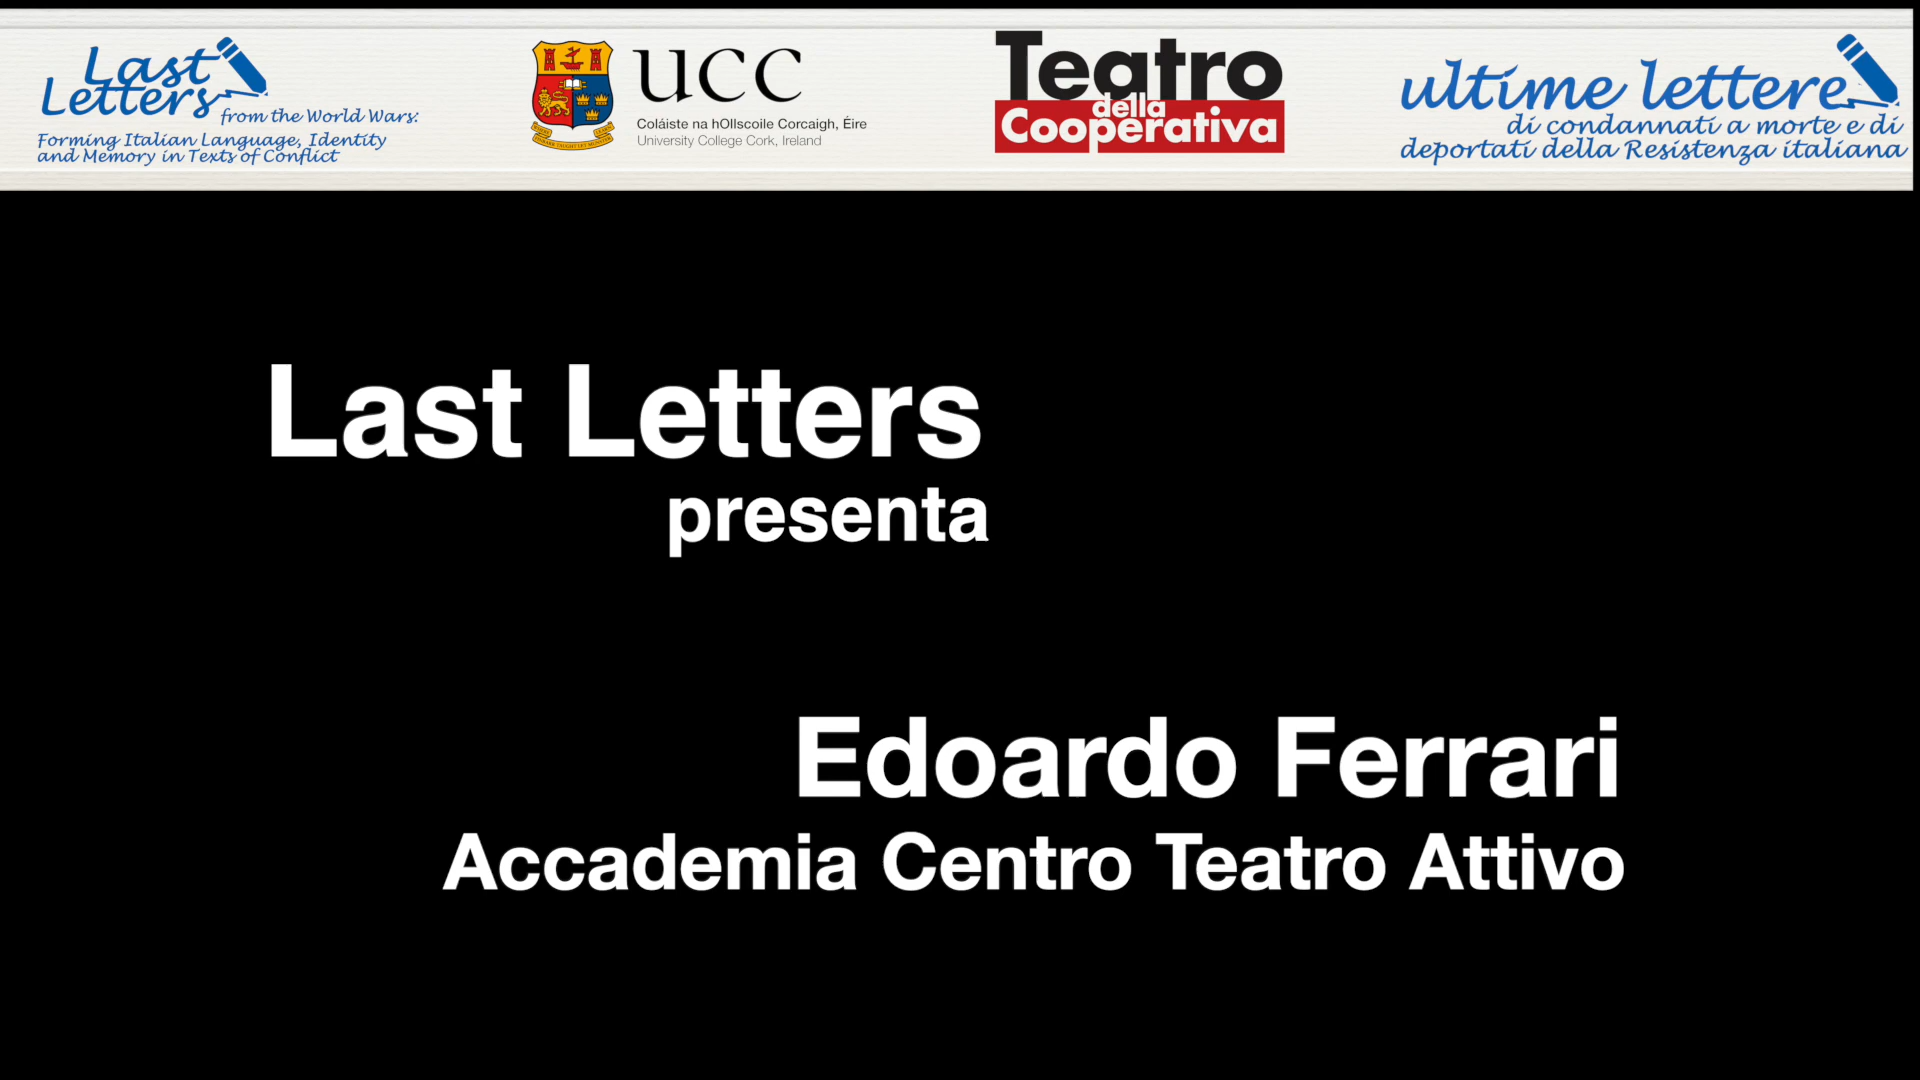 Last
Letters from the World Wars:
Forming Italian Language, Identity
and Memory in Texts of Conflict
UCC
Coláiste na hOllscoile Corcaigh, Éire
University College Cork, Ireland
Teatro
della
Cooperativa
ultime lettere
di condannati a morte e di
deportati della Resistenza italiana
Last Letters
presenta
Edoardo Ferrari
Accademia Centro Teatro Attivo